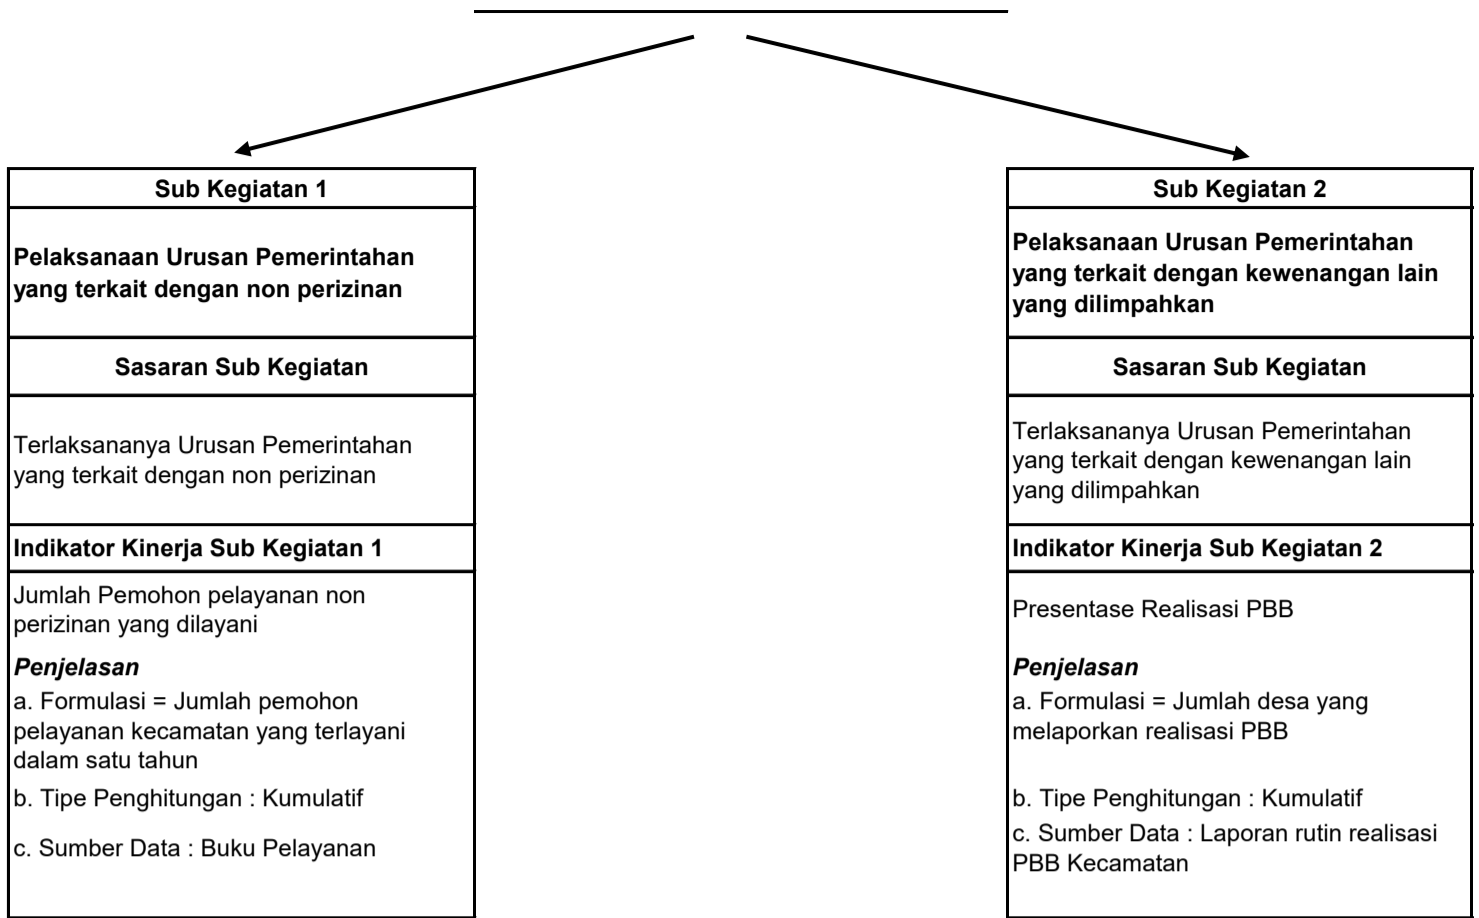 Sub Kegiatan 1
Pelaksanaan Urusan Pemerintahan
yang terkait dengan non perizinan
Sasaran Sub Kegiatan
Terlaksananya Urusan Pemerintahan
yang terkait dengan non perizinan
Indikator Kinerja Sub Kegiatan 1
Jumlah Pemohon pelayanan non
perizinan yang dilayani
Penjelasan
a. Formulasi = Jumlah pemohon
pelayanan kecamatan yang terlayani
dalam satu tahun
b. Tipe Penghitungan : Kumulatif
c. Sumber Data : Buku Pelayanan
Sub Kegiatan 2
Pelaksanaan Urusan Pemerintahan
yang terkait dengan kewenangan lain
yang dilimpahkan
Sasaran Sub Kegiatan
Terlaksananya Urusan Pemerintahan
yang terkait dengan kewenangan lain
yang dilimpahkan
Indikator Kinerja Sub Kegiatan 2
Presentase Realisasi PBB
Penjelasan
a. Formulasi = Jumlah desa yang
melaporkan realisasi PBB
b. Tipe Penghitungan : Kumulatif
c. Sumber Data : Laporan rutin realisasi
PBB Kecamatan